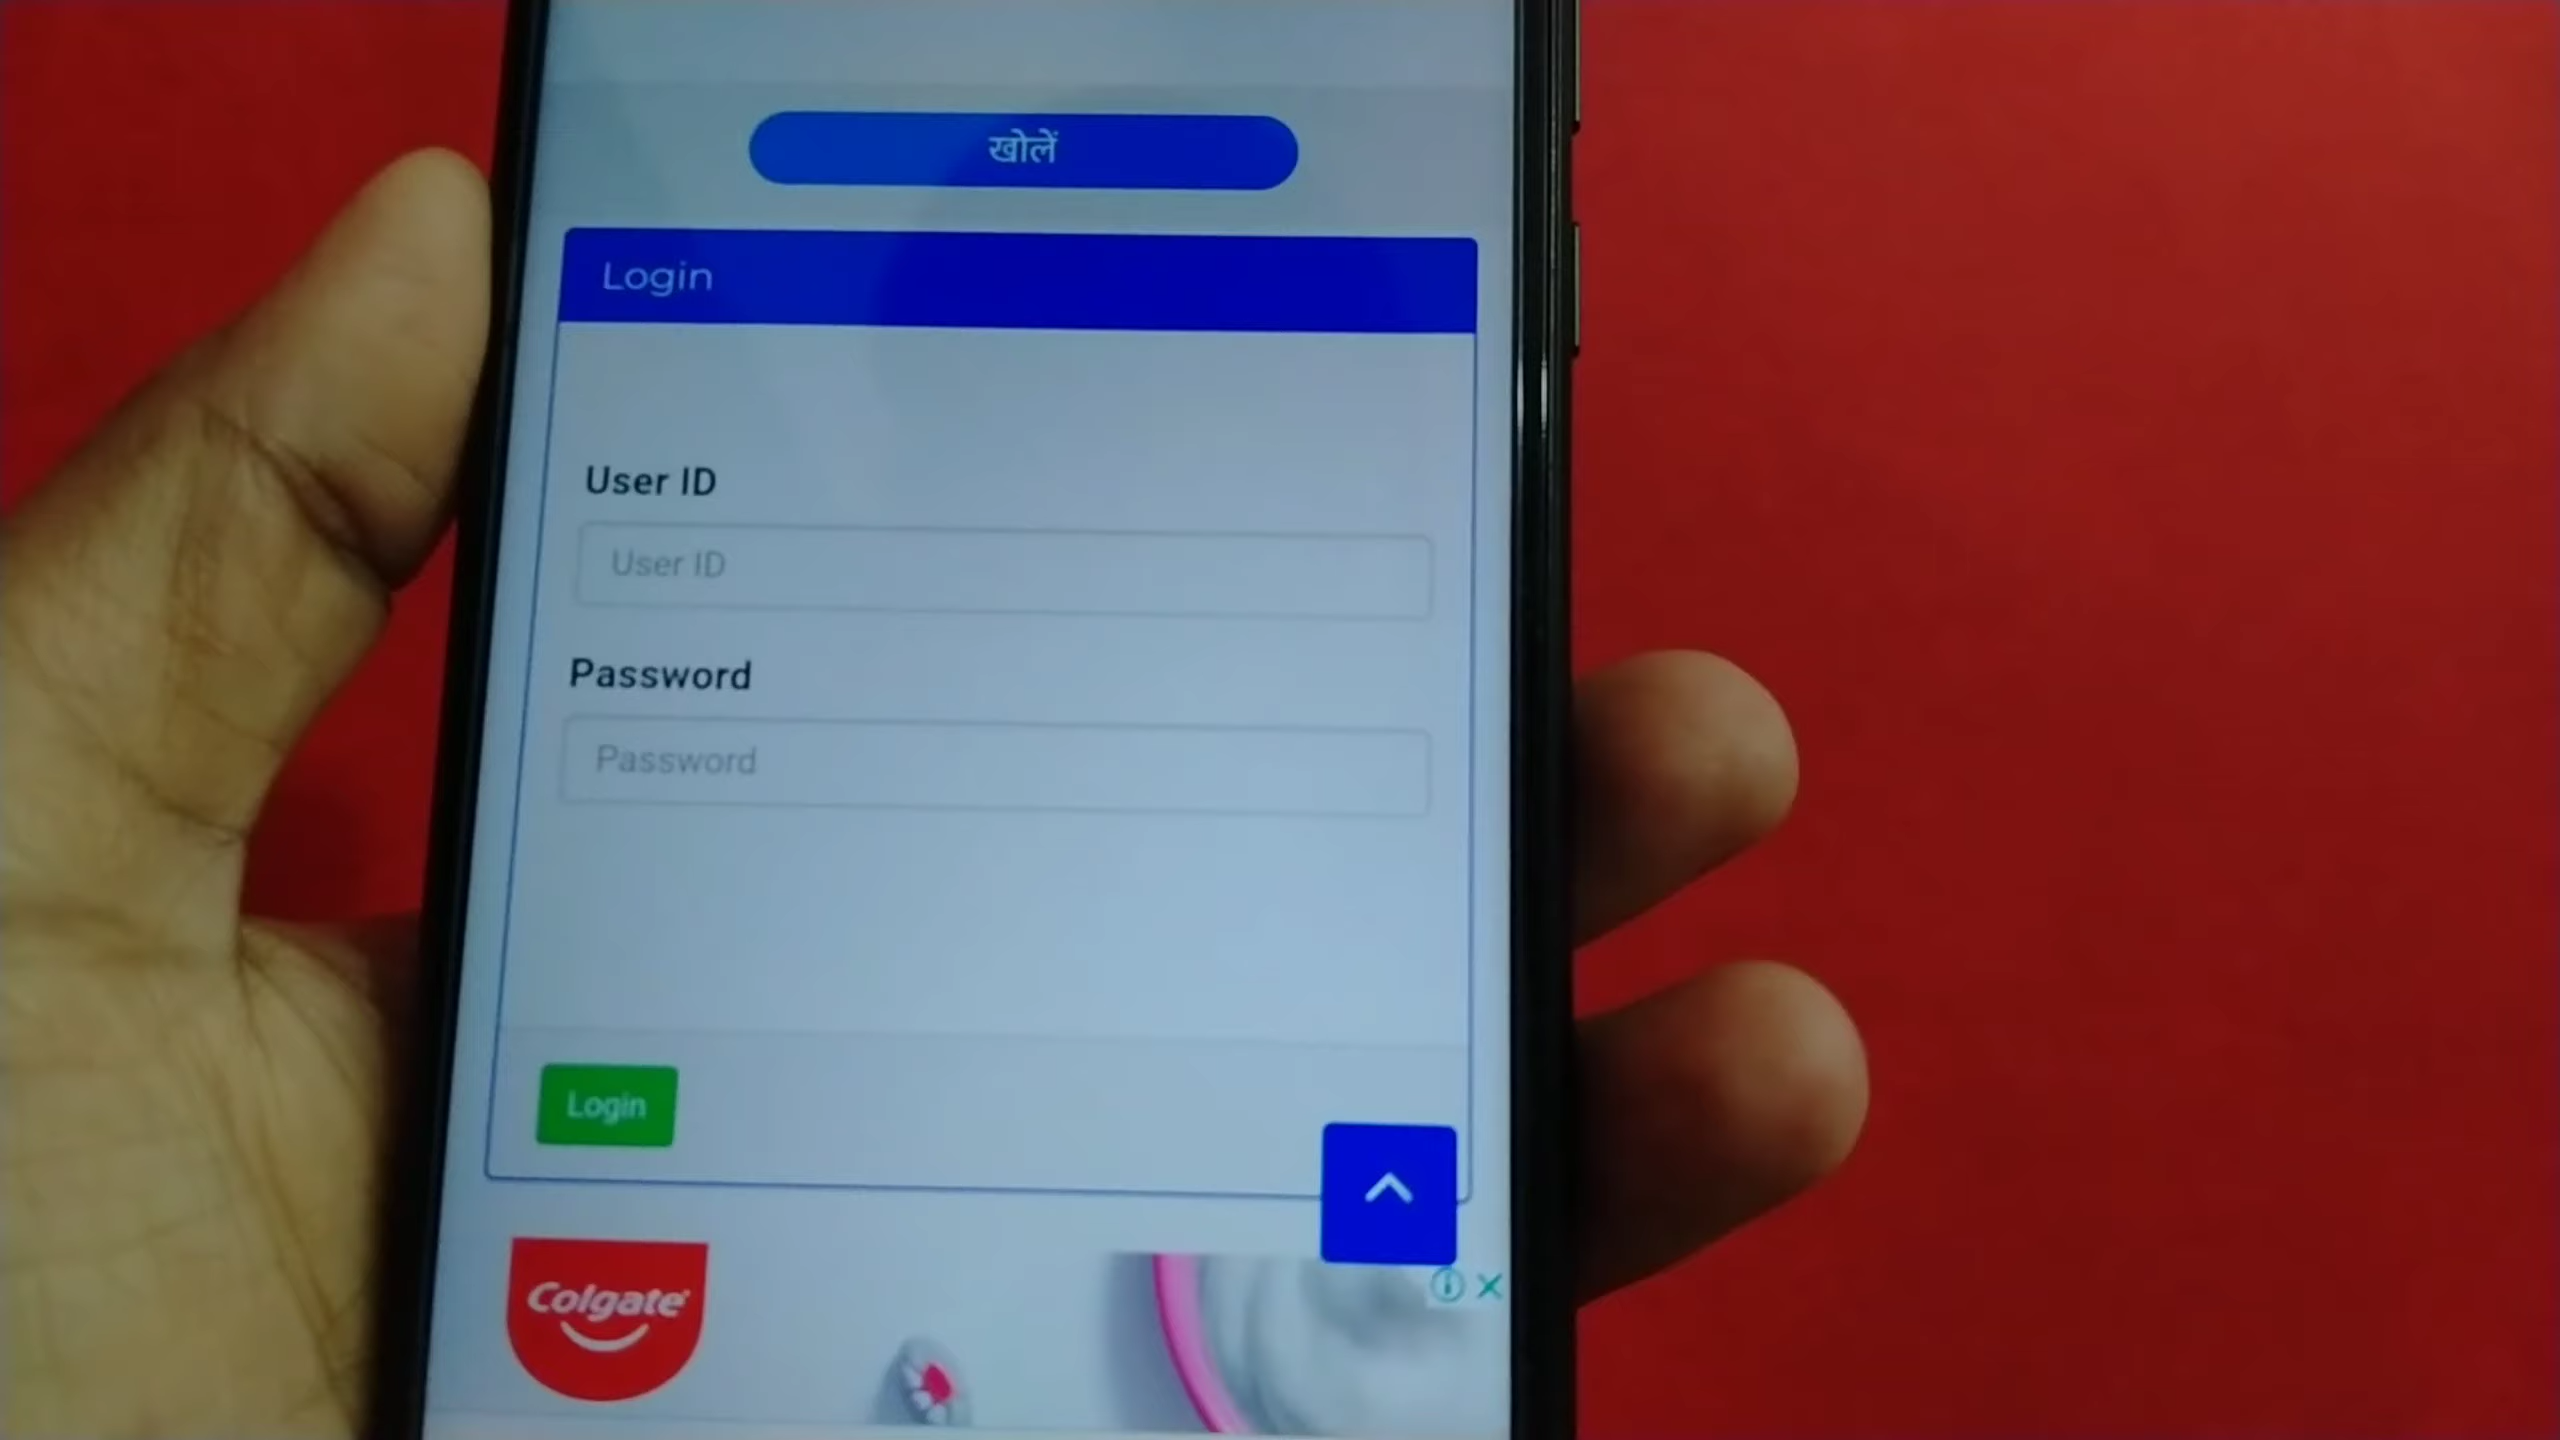 खोलें
Login
User ID
User ID
Password
Password
Login
Colgate